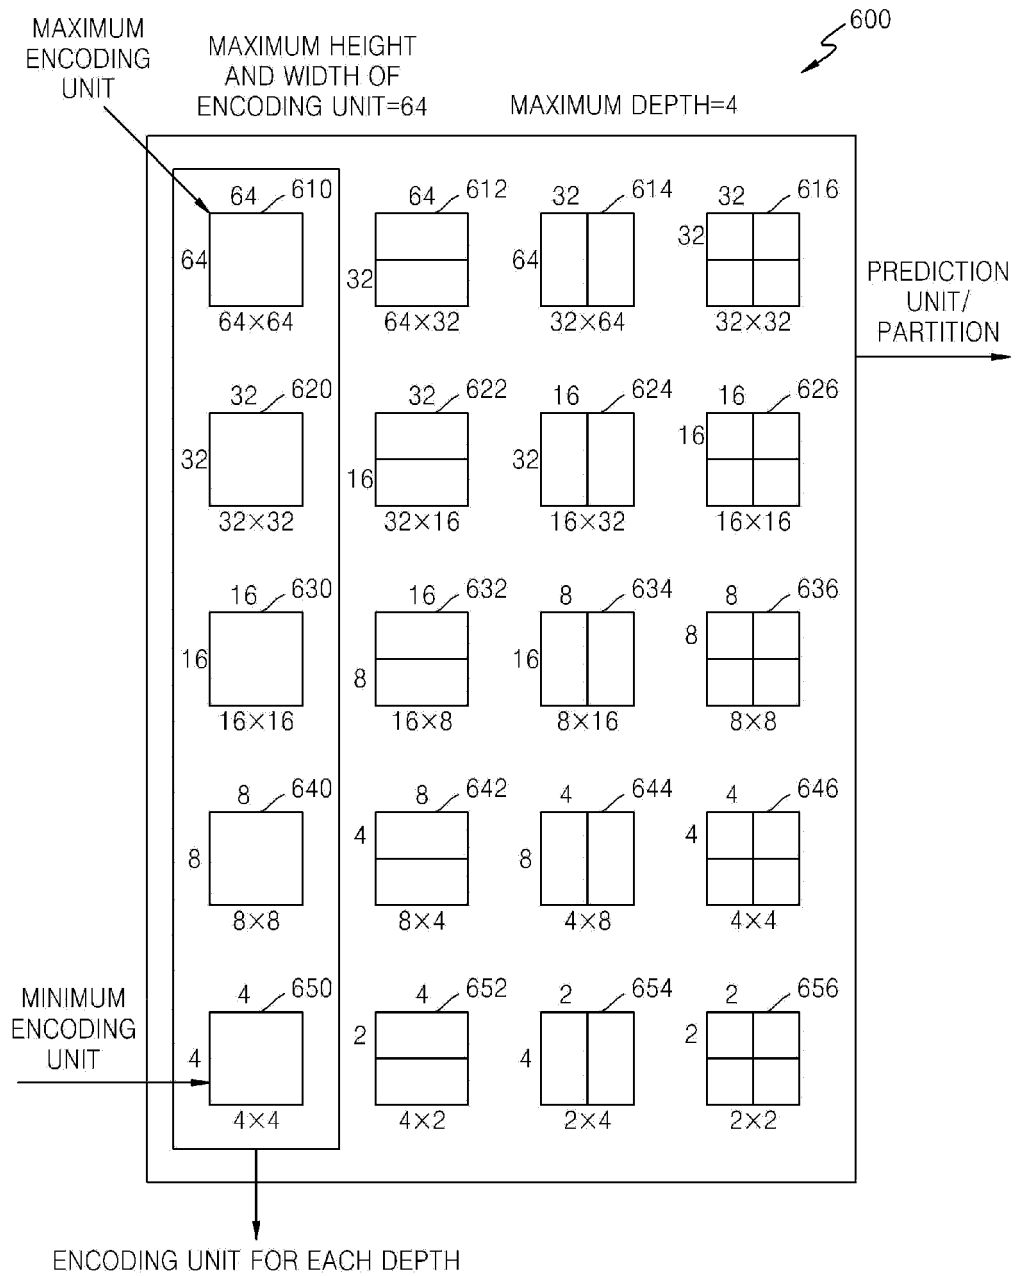 600
MAXIMUM
ENCODING
UNIT
MAXIMUM HEIGHT
AND WIDTH OF
ENCODING UNIT=64
MAXIMUM DEPTH=4
64 610 64 612 32 614 32 616
64 32 64 32
64×64 64×32 32×64 32×32
PREDICTION
UNIT/
PARTITION
32 620 32 622 16 624 16 626
32 16 32 16
32×32 32×16 16×32 16×16
16 630 16 632 8 634 8 636
16 8 16 8
16×16 16×8 8×16 8×8
8 640 8 642 4 644 4 646
8 4 8 4
8×8 8×4 4×8 4×4
MINIMUM
ENCODING
UNIT
4 650 4 652 2 654 2 656
4 2 4 2
4×4 4×2 2×4 2×2
ENCODING UNIT FOR EACH DEPTH